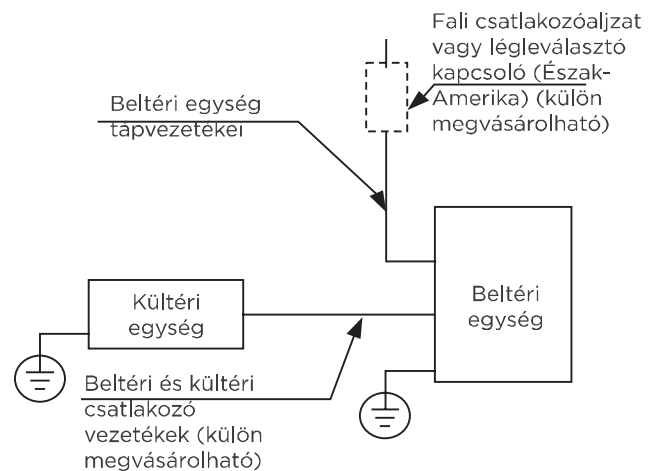 Fali csatlakozóaljzat
vagy légleválasztó
kapcsoló (Észak-
Amerika) (külön
megvásárolható)
Beltéri egység
tápvezetékei
Kültéri
egység
Beltéri
egység
Beltéri és kültéri
csatlakozó
vezetékek (külön
megvásárolható)